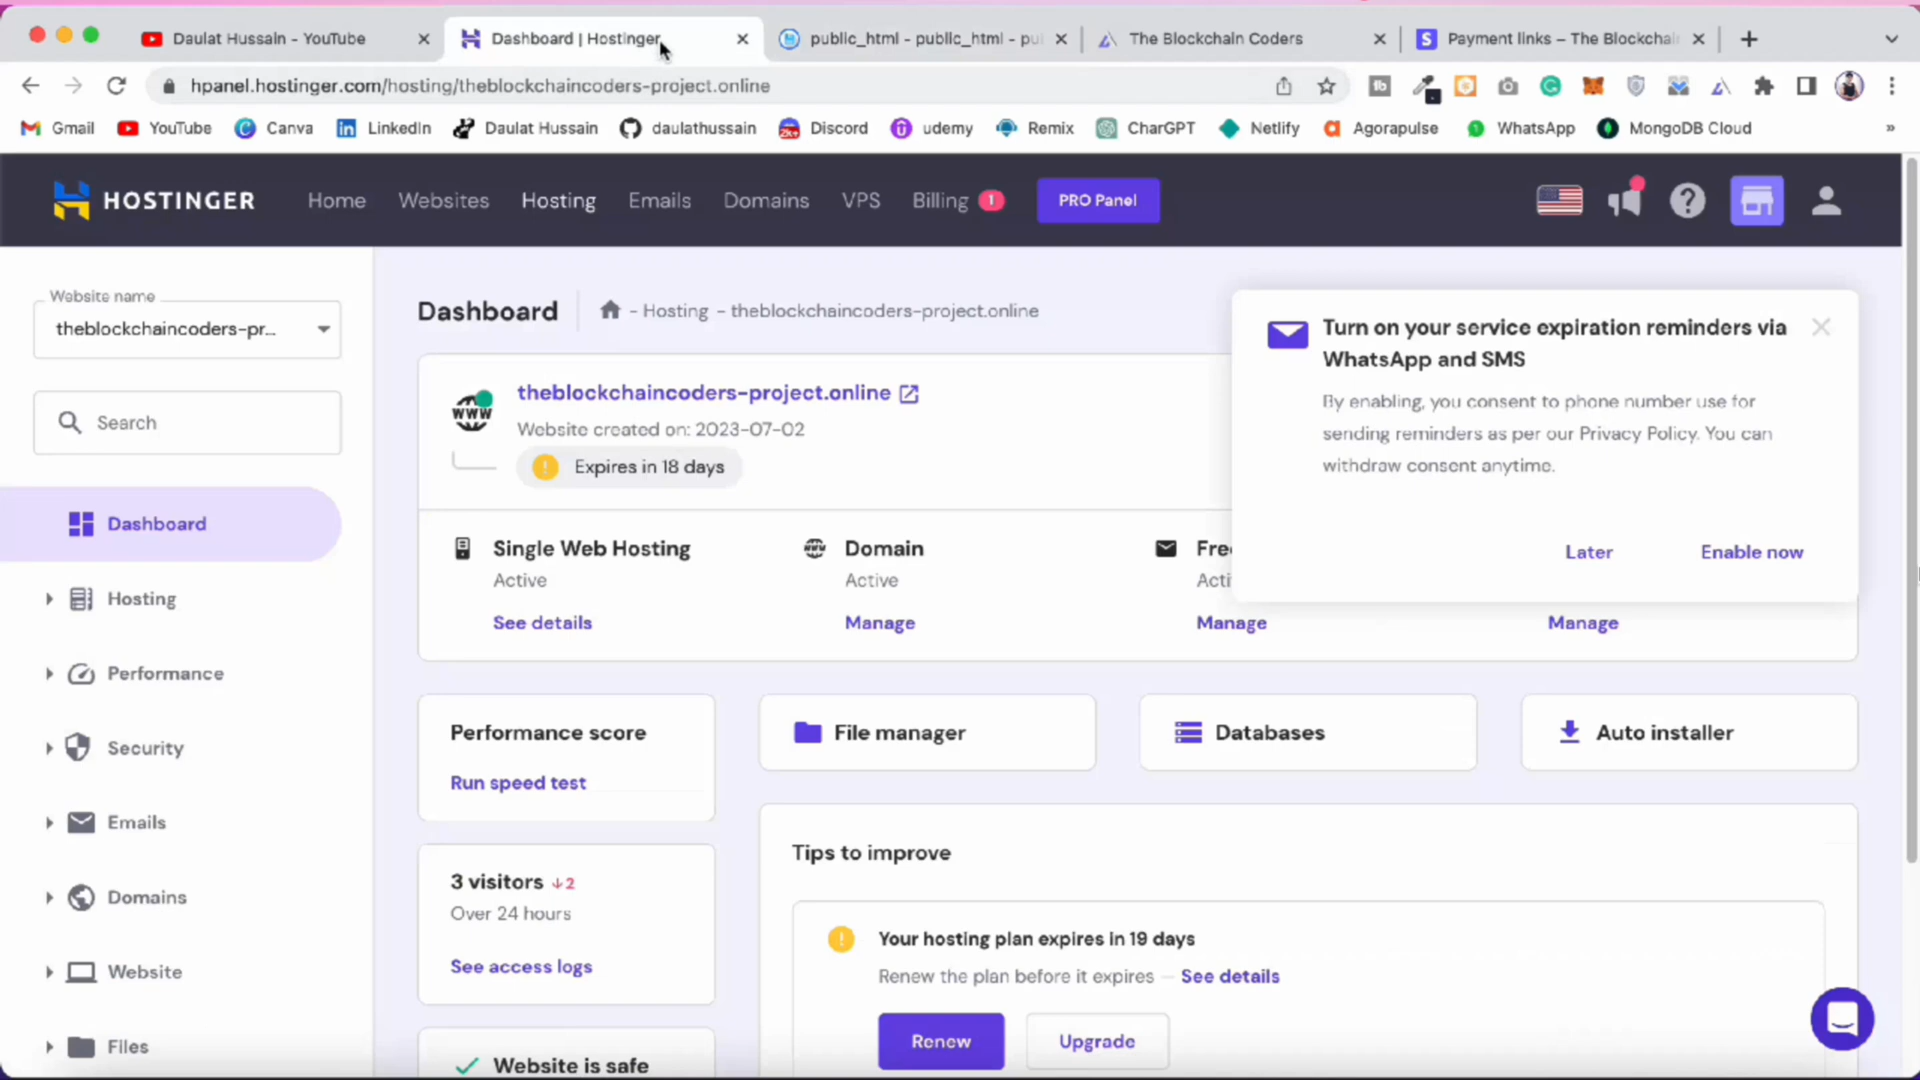 Daulat Hussain - YouTube
Dashboard | Hostinger
public_html - public_html - pu
The Blockchain Coders
Payment links – The Blockchai
hpanel.hostinger.com/hosting/theblockchaincoders-project.online
Gmail
YouTube
Canva
LinkedIn
Daulat Hussain
daulathussain
Discord
udemy
Remix
CharGPT
Netlify
Agorapulse
WhatsApp
MongoDB Cloud
»
HOSTINGER
Home
Websites
Hosting
Emails
Domains
VPS
Billing 1
PRO Panel
Website name
theblockchaincoders-pr...
Search
Dashboard
Hosting
Performance
Security
Emails
Domains
Website
Files
Dashboard
- Hosting - theblockchaincoders-project.online
theblockchaincoders-project.online
Website created on: 2023-07-02
Expires in 18 days
Turn on your service expiration reminders via
WhatsApp and SMS
By enabling, you consent to phone number use for
sending reminders as per our Privacy Policy. You can
withdraw consent anytime.
Later
Enable now
Single Web Hosting
Active
See details
Domain
Active
Manage
Fre
Acti
Manage
Manage
Performance score
Run speed test
File manager
Databases
Auto installer
3 visitors ↓2
Over 24 hours
See access logs
Website is safe
Tips to improve
Your hosting plan expires in 19 days
Renew the plan before it expires – See details
Renew
Upgrade